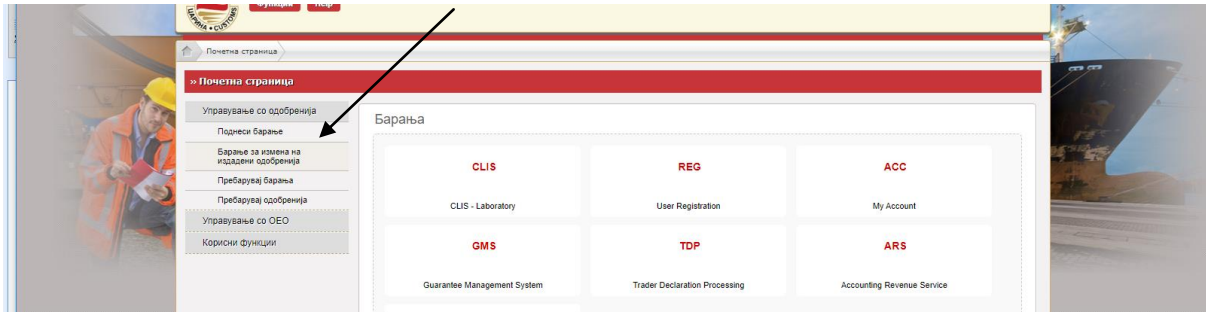 Функции Help
ЦАРИНА • CUSTOMS
Почетна страница
» Почетна страница
Управување со одобренија
Поднеси барање
Барање за измена на
издадени одобренија
Пребарувај барања
Пребарувај одобренија
Управување со ОЕО
Корисни функции
Барања
CLIS
REG
ACC
CLIS - Laboratory
User Registration
My Account
GMS
TDP
ARS
Guarantee Management System
Trader Declaration Processing
Accounting Revenue Service